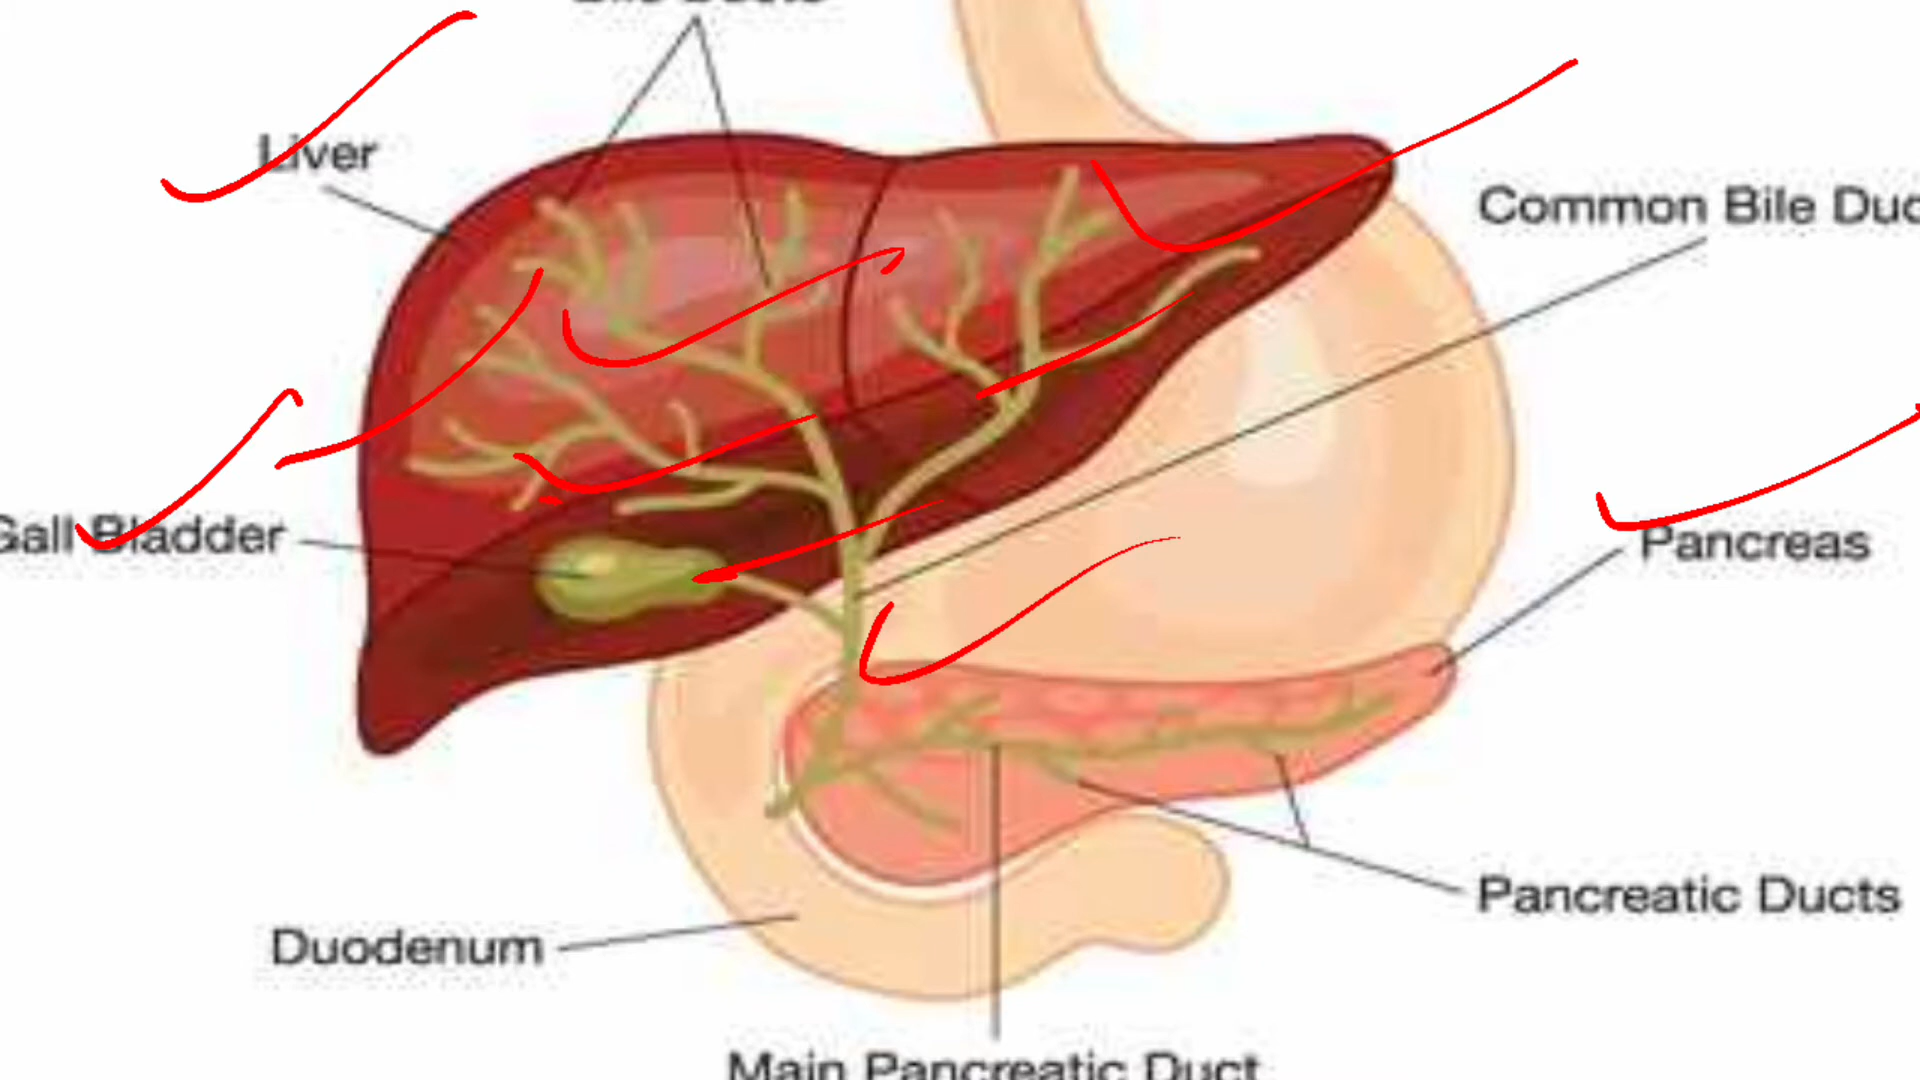 Liver
Common Bile Duc
Gall Bladder
Pancreas
Pancreatic Ducts
Duodenum
Main Pancreatic Duct